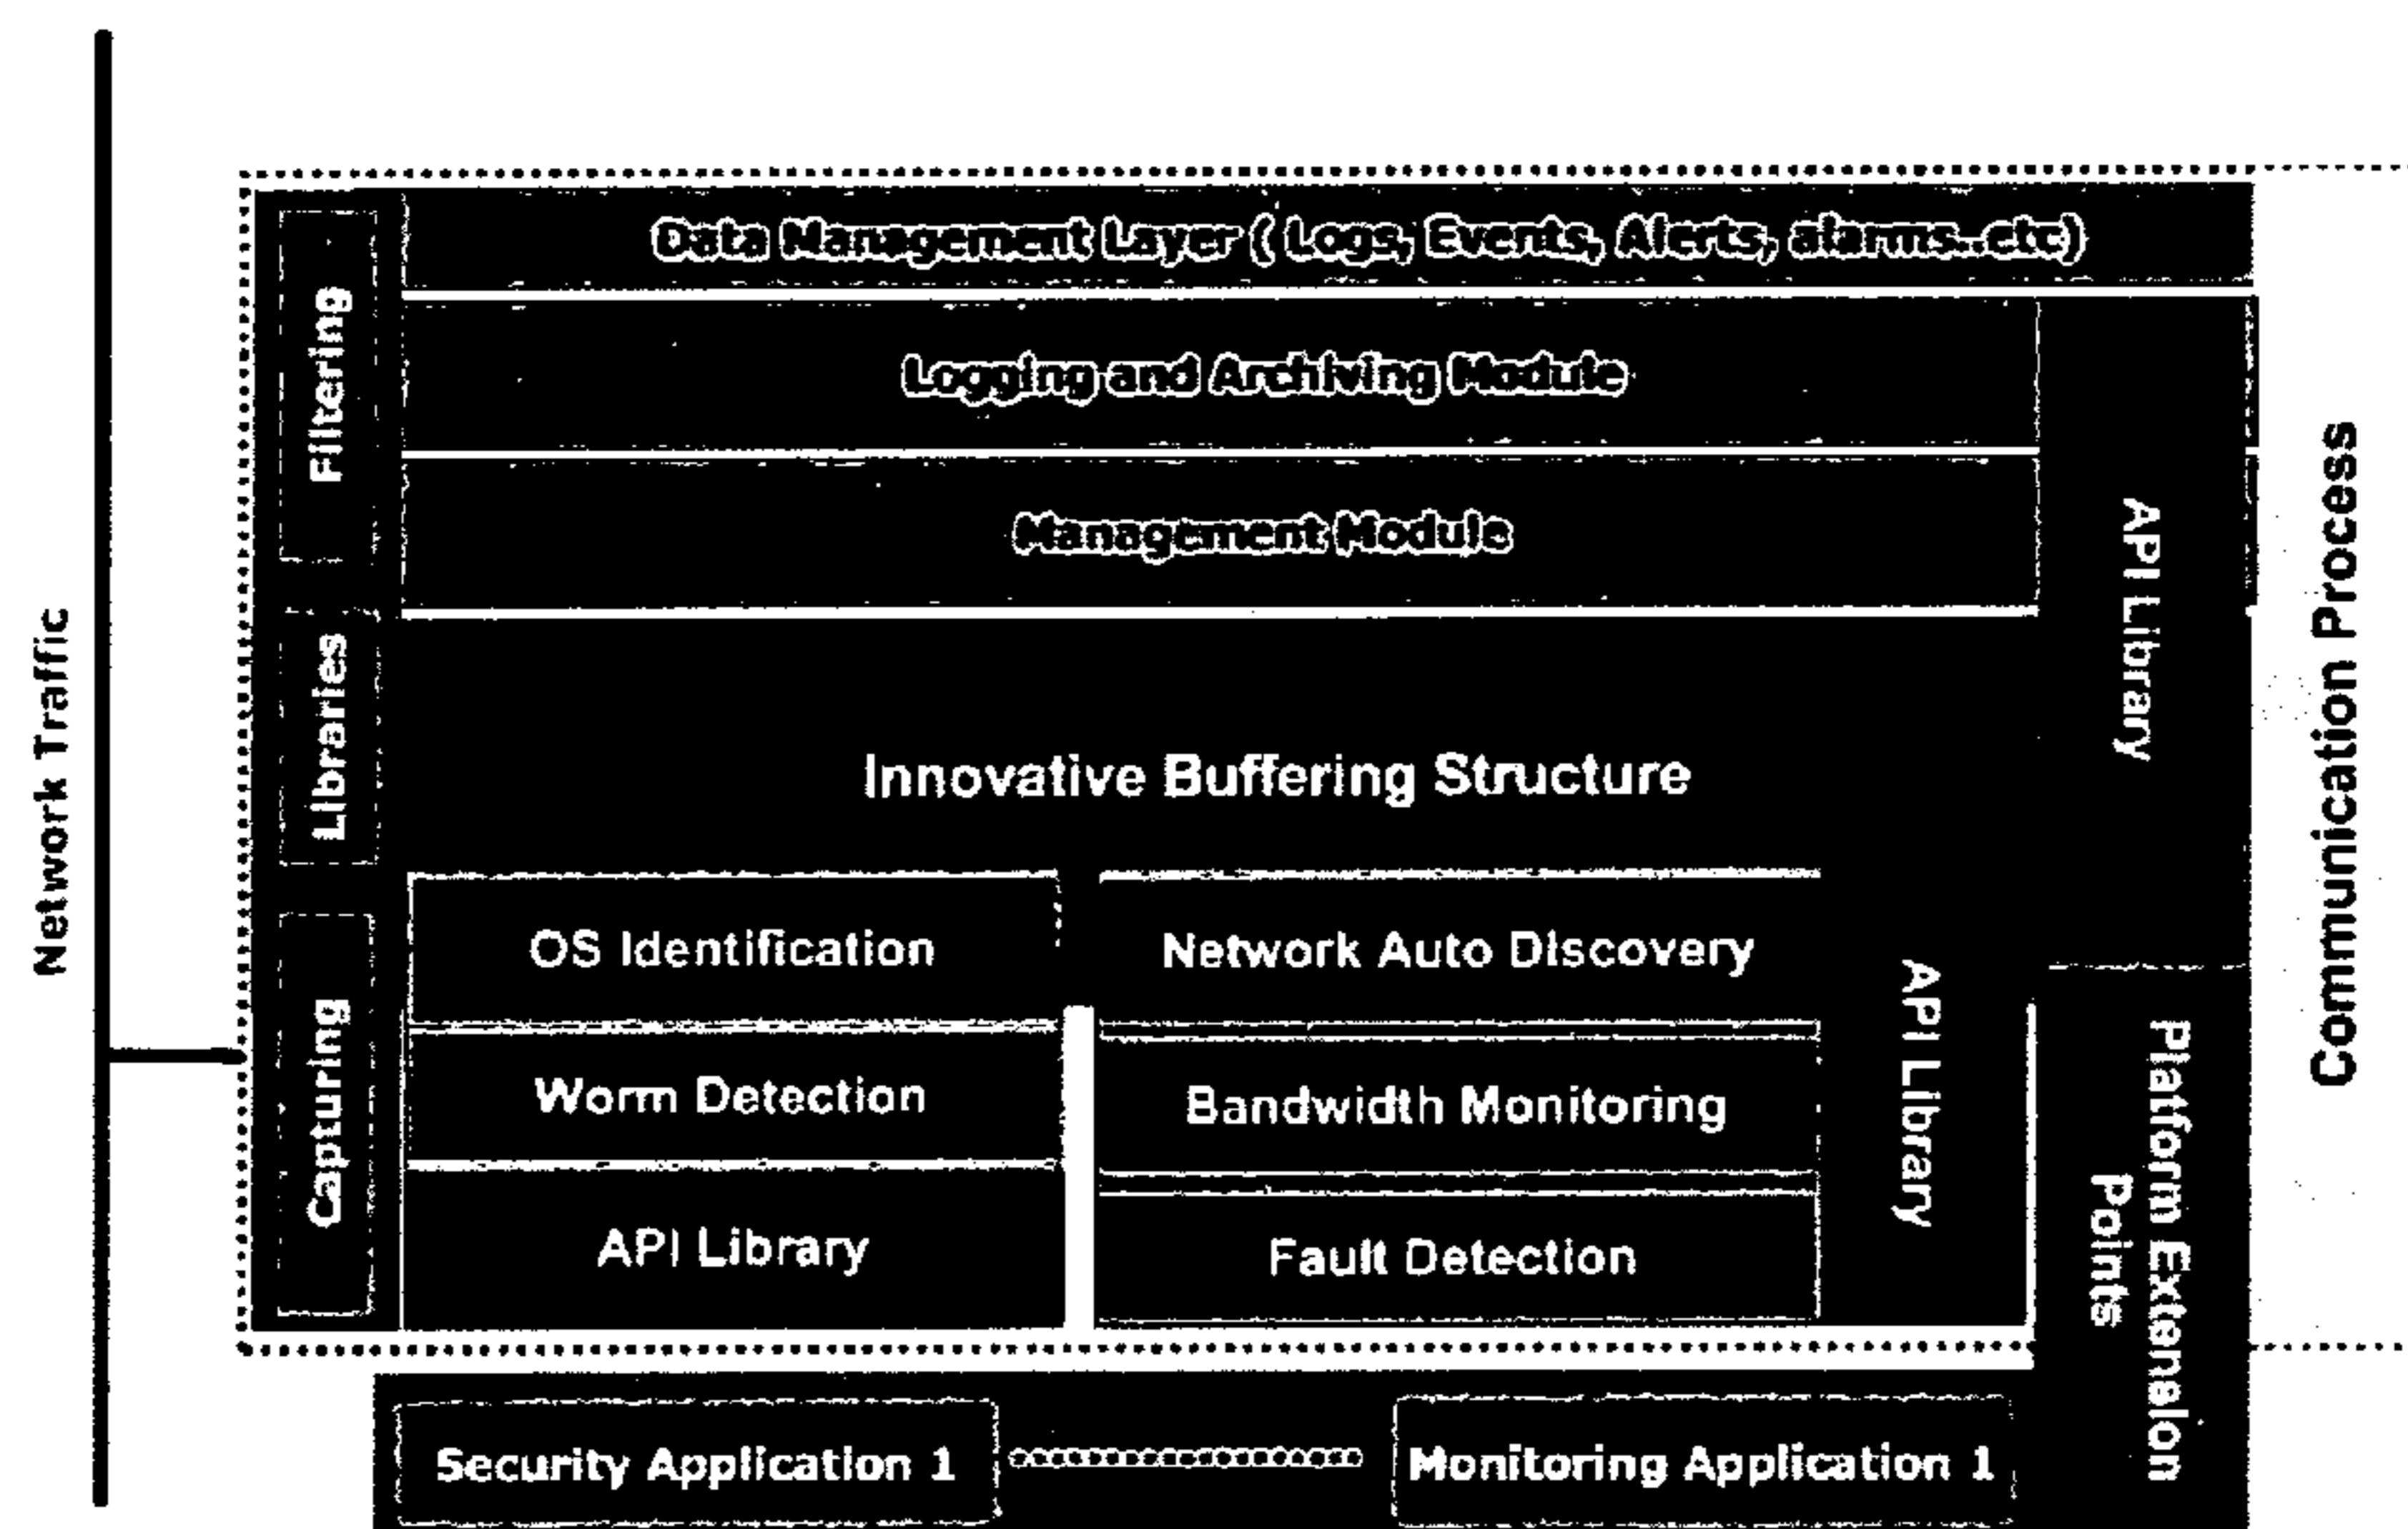 Network Traffic
Filtering
Libraries
Capturing
Data Management Layer ( Logs, Events, Alerts, alarms..etc)
Logging and Archiving Module
Management Module
Innovative Buffering Structure
OS Identification
Network Auto Discovery
Worm Detection
Bandwidth Monitoring
API Library
Fault Detection
API Library
API Library
Platform Extension
Points
Communication Process
Security Application 1
Monitoring Application 1